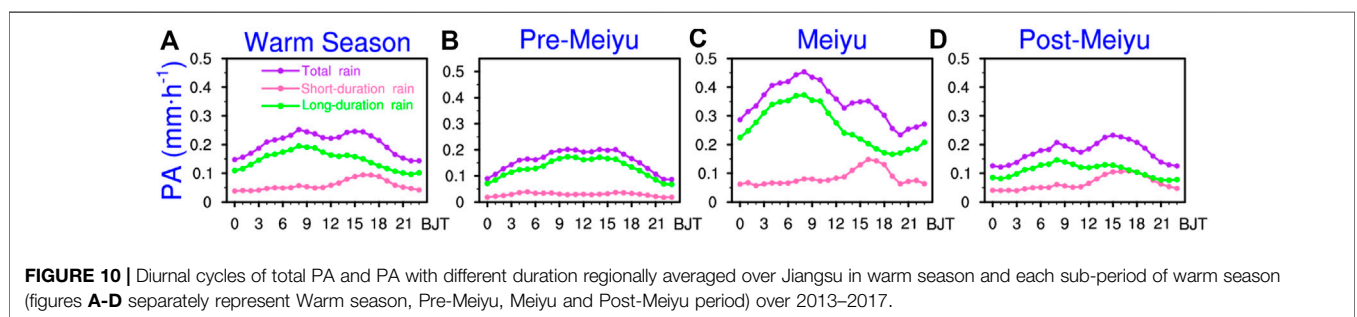 A Warm Season
B Pre-Meiyu
C Meiyu
D Post-Meiyu
PA (mm·h⁻¹)
0.5
0.4
0.3
0.2
0.1
0
Total rain
Short-duration rain
Long-duration rain
0 3 6 9 12 15 18 21 BJT
0.5
0.4
0.3
0.2
0.1
0
0 3 6 9 12 15 18 21 BJT
0.5
0.4
0.3
0.2
0.1
0
0 3 6 9 12 15 18 21 BJT
0.5
0.4
0.3
0.2
0.1
0
0 3 6 9 12 15 18 21 BJT
FIGURE 10 | Diurnal cycles of total PA and PA with different duration regionally averaged over Jiangsu in warm season and each sub-period of warm season
(figures A-D separately represent Warm season, Pre-Meiyu, Meiyu and Post-Meiyu period) over 2013–2017.